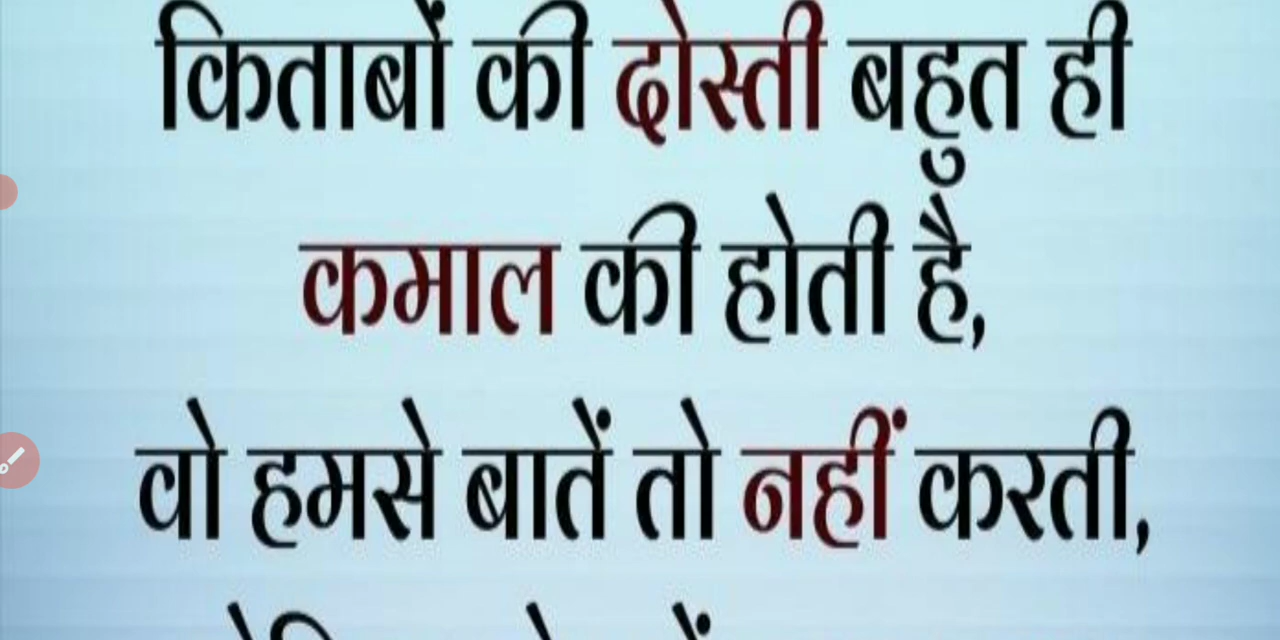 किताबों की दोस्ती बहुत ही
कमाल की होती है,
वो हमसे बातें तो नहीं करती,